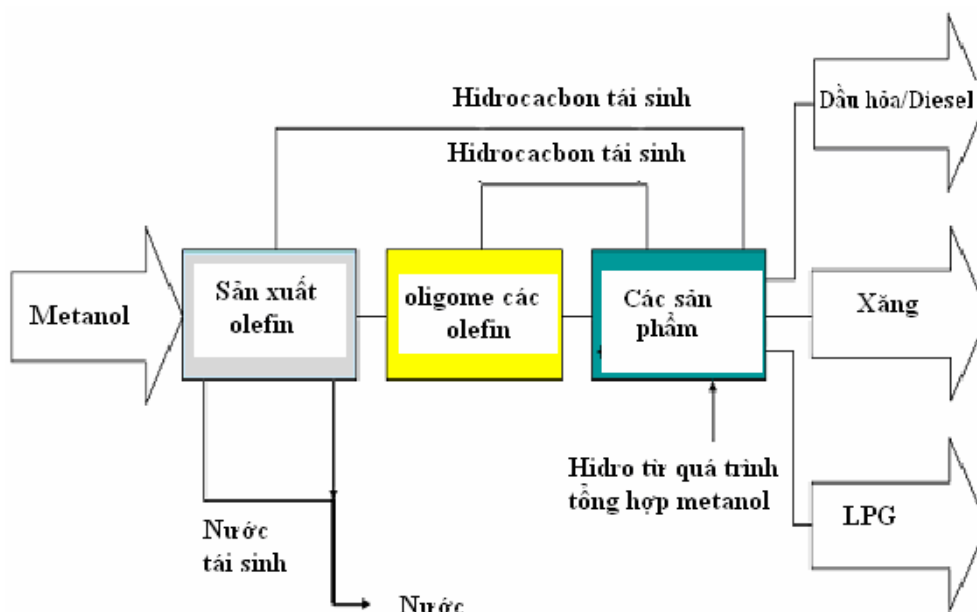 Hidrocacbon tái sinh
Hidrocacbon tái sinh
Dầu hỏa/Diesel
Metanol
Sản xuất
olefin
oligome các
olefin
Các sản
phẩm
Xăng
Hidro từ quá trình
tổng hợp metanol
LPG
Nước
tái sinh
Nước